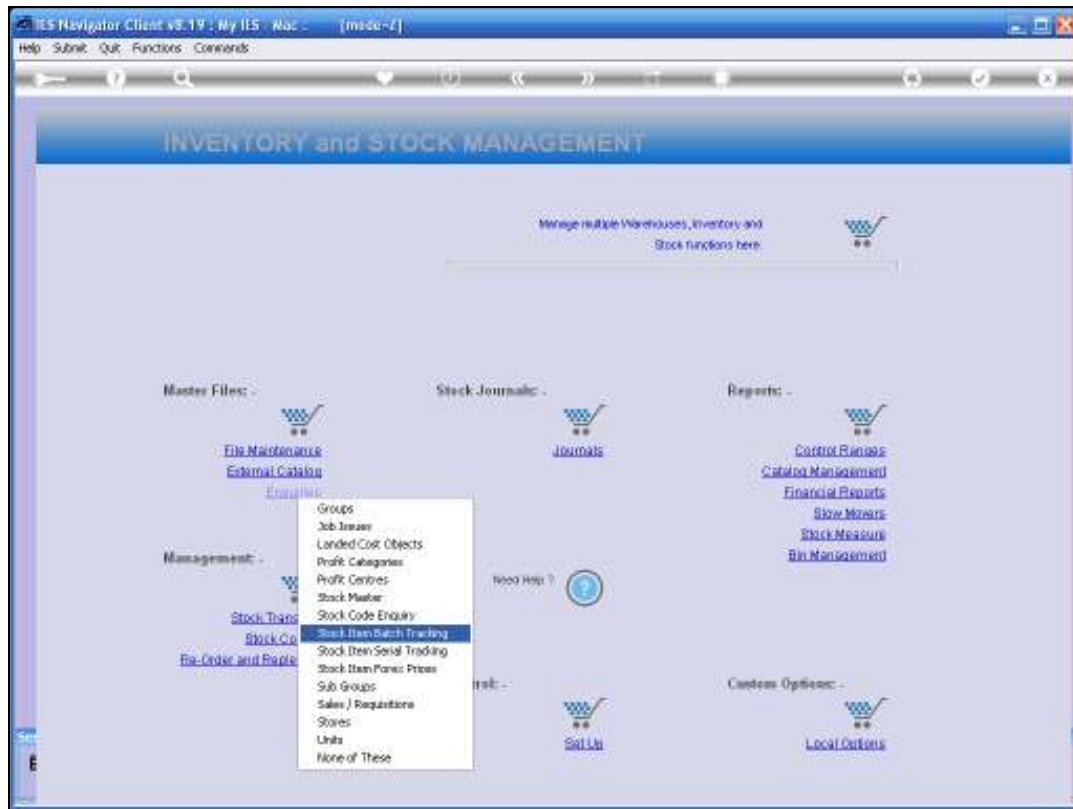 IES Navigator Client v8.19 : My IES - Mac :
Help Submit Quit Functions Commands
INVENTORY and STOCK MANAGEMENT
Manage multiple Warehouses, Inventory and
Stock functions here.
Master Files: -
File Maintenance
External Catalog
Enquiries
Stock Journals: -
Journals
Reports: -
Control Ranges
Catalog Management
Financial Reports
Slow Movers
Stock Measure
Bin Management
Management: -
Stock Trans
Stock Co
Re-Order and Reple
Groups
Job Issues
Landed Cost Objects
Profit Categories
Profit Centres
Stock Master
Stock Code Enquiry
Stock Item Batch Tracking
Stock Item Serial Tracking
Stock Item Forex Prices
Sub Groups
Sales / Requisitions
Stores
Units
None of These
Need Help ?
trol: -
Set Up
Custom Options: -
Local Options